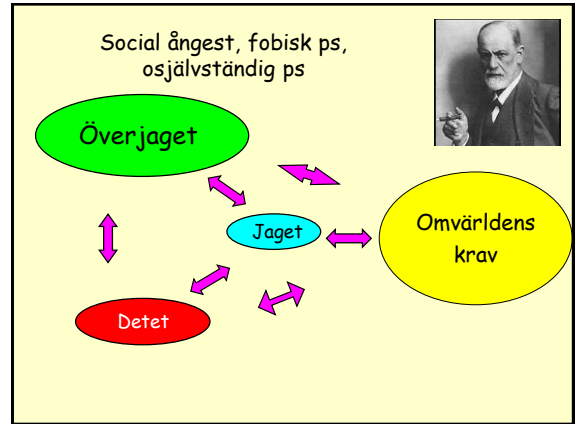 Social ångest, fobisk ps,
osjälvständig ps
Överjaget
Jaget
Omvärldens
krav
Detet